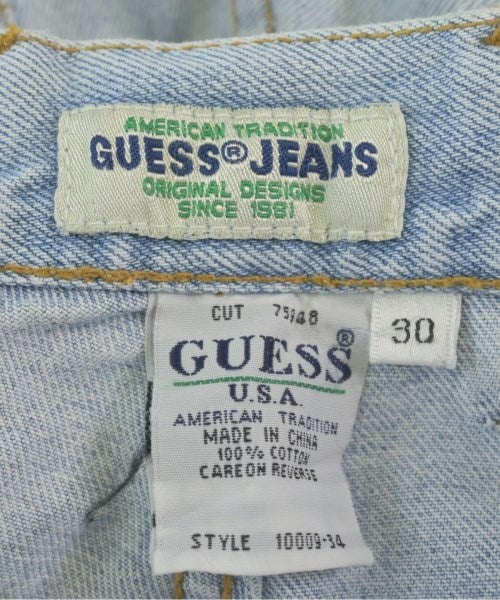 AMERICAN TRADITION
GUESS® JEANS
ORIGINAL DESIGNS
SINCE 1981
CUT 75148
GUESS®
U.S.A.
AMERICAN TRADITION
MADE IN CHINA
100% COTTON
CARE ON REVERSE
STYLE 10009-34
30